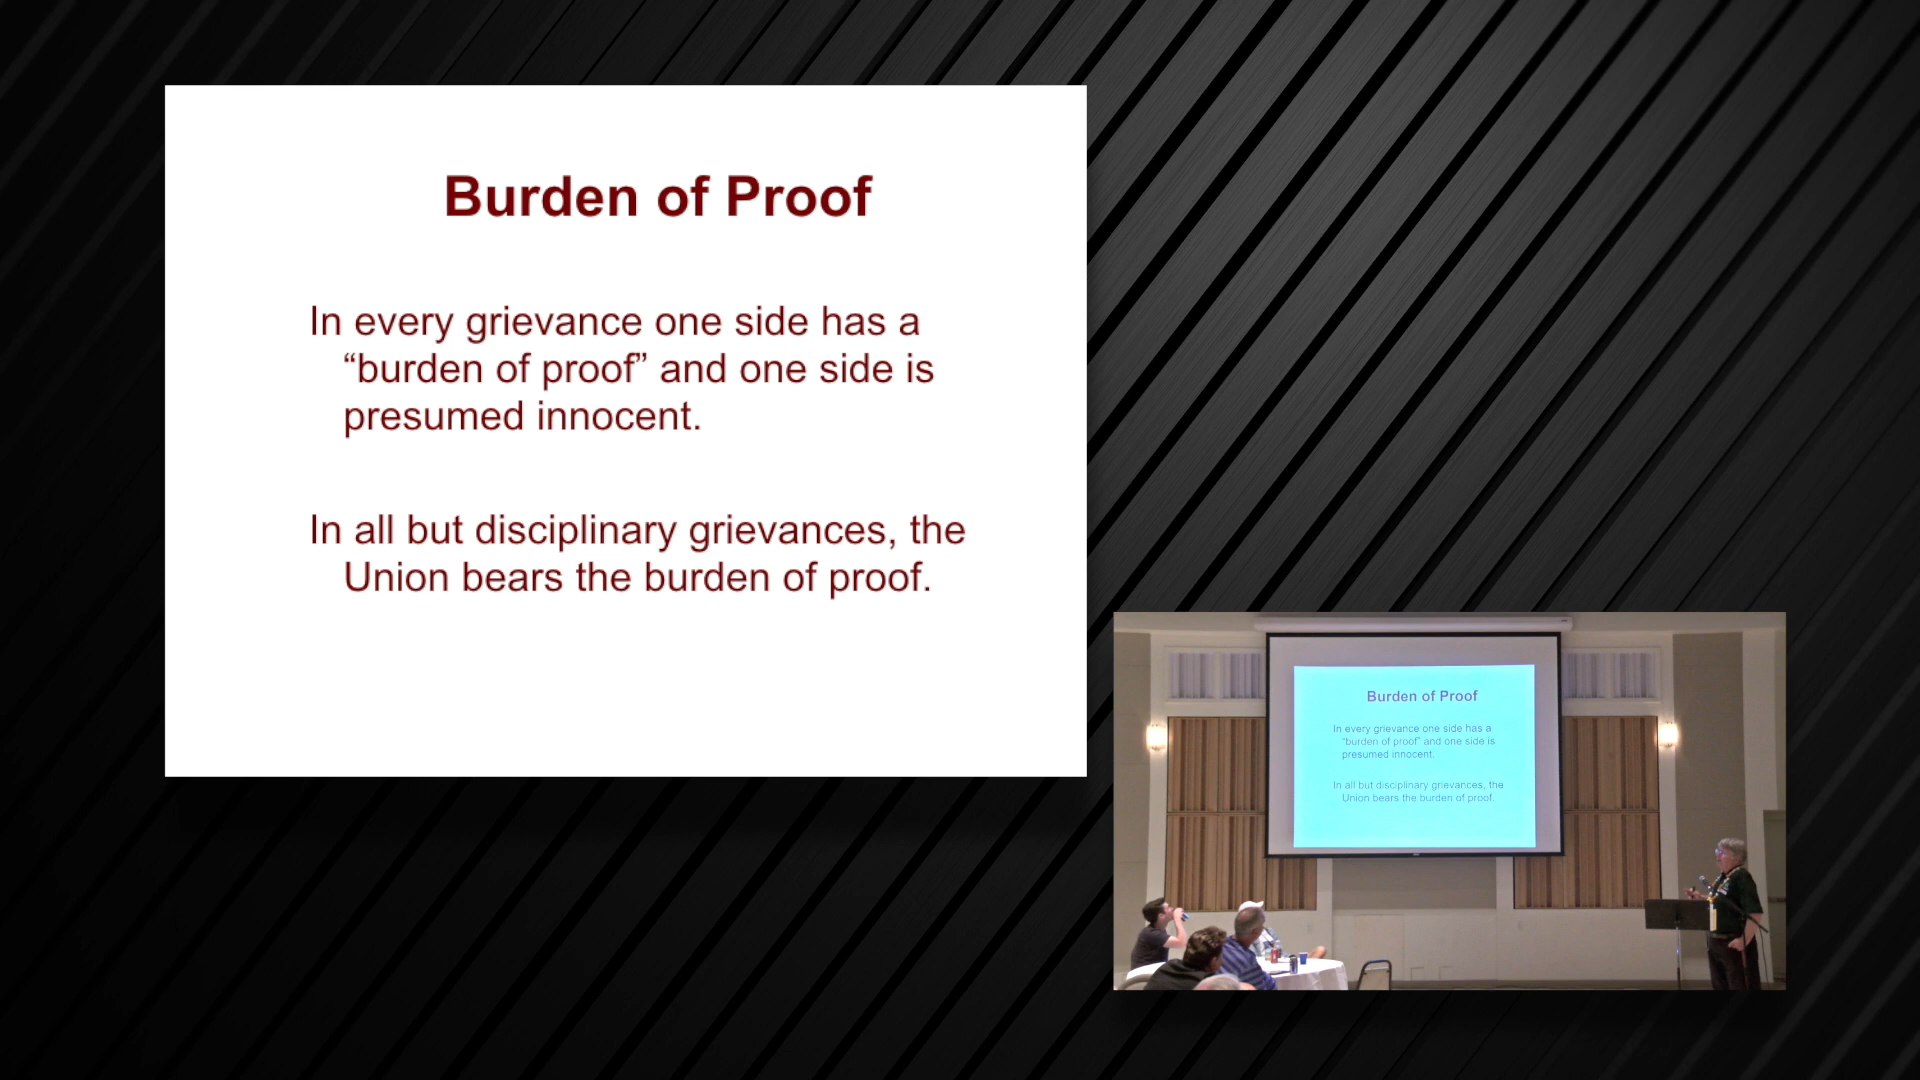 Burden of Proof
In every grievance one side has a
“burden of proof” and one side is
presumed innocent.
In all but disciplinary grievances, the
Union bears the burden of proof.
Burden of Proof
In every grievance one side has a
“burden of proof” and one side is
presumed innocent.
In all but disciplinary grievances, the
Union bears the burden of proof.